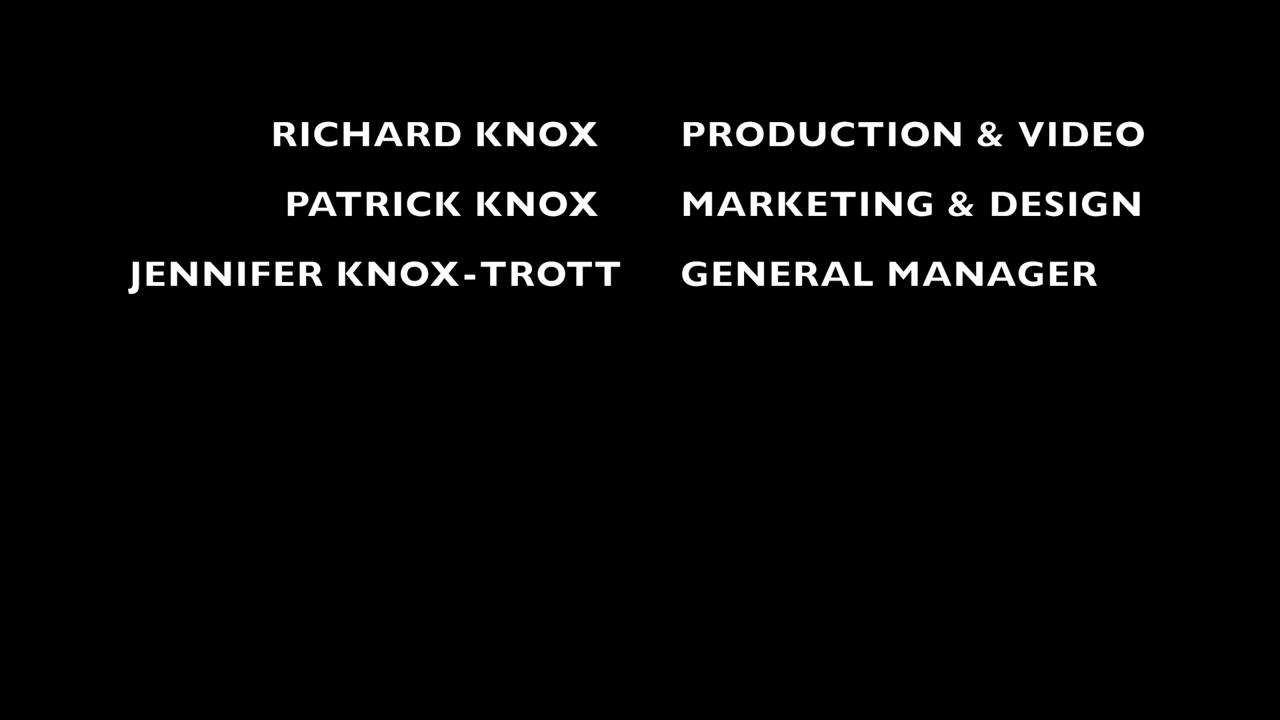 RICHARD KNOX PRODUCTION & VIDEO
PATRICK KNOX MARKETING & DESIGN
JENNIFER KNOX-TROTT GENERAL MANAGER